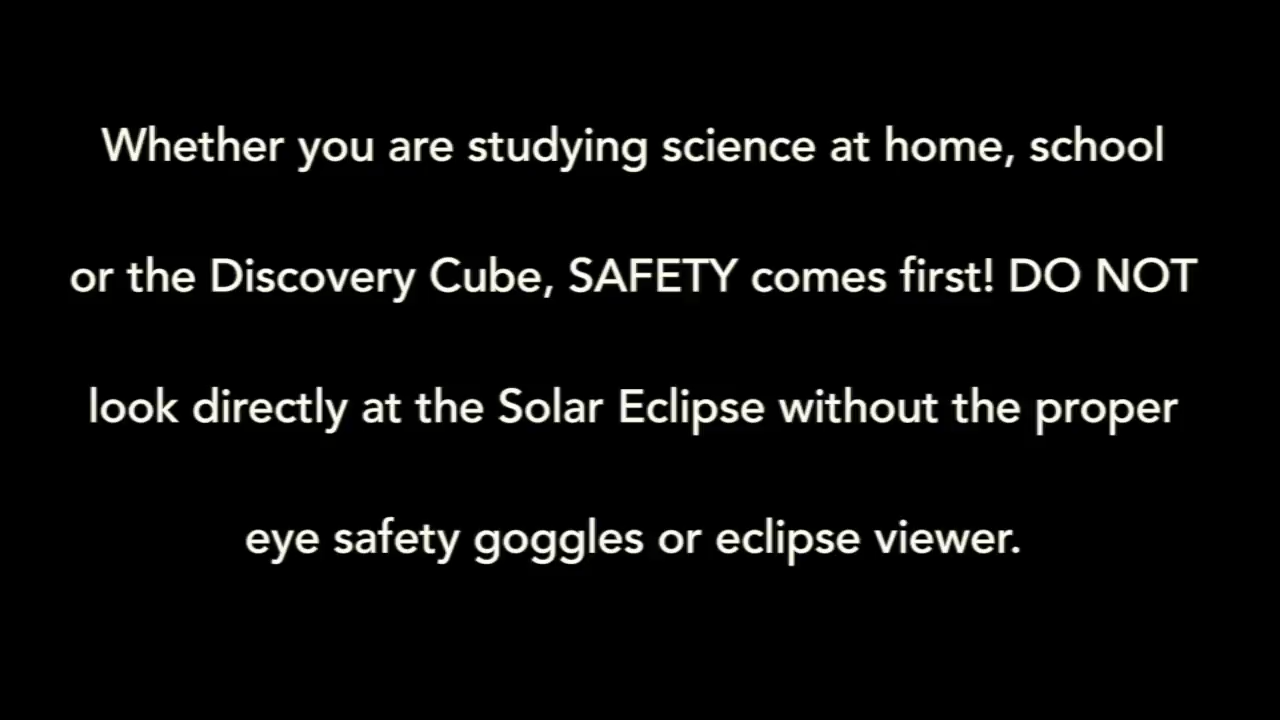 Whether you are studying science at home, school
or the Discovery Cube, SAFETY comes first! DO NOT
look directly at the Solar Eclipse without the proper
eye safety goggles or eclipse viewer.